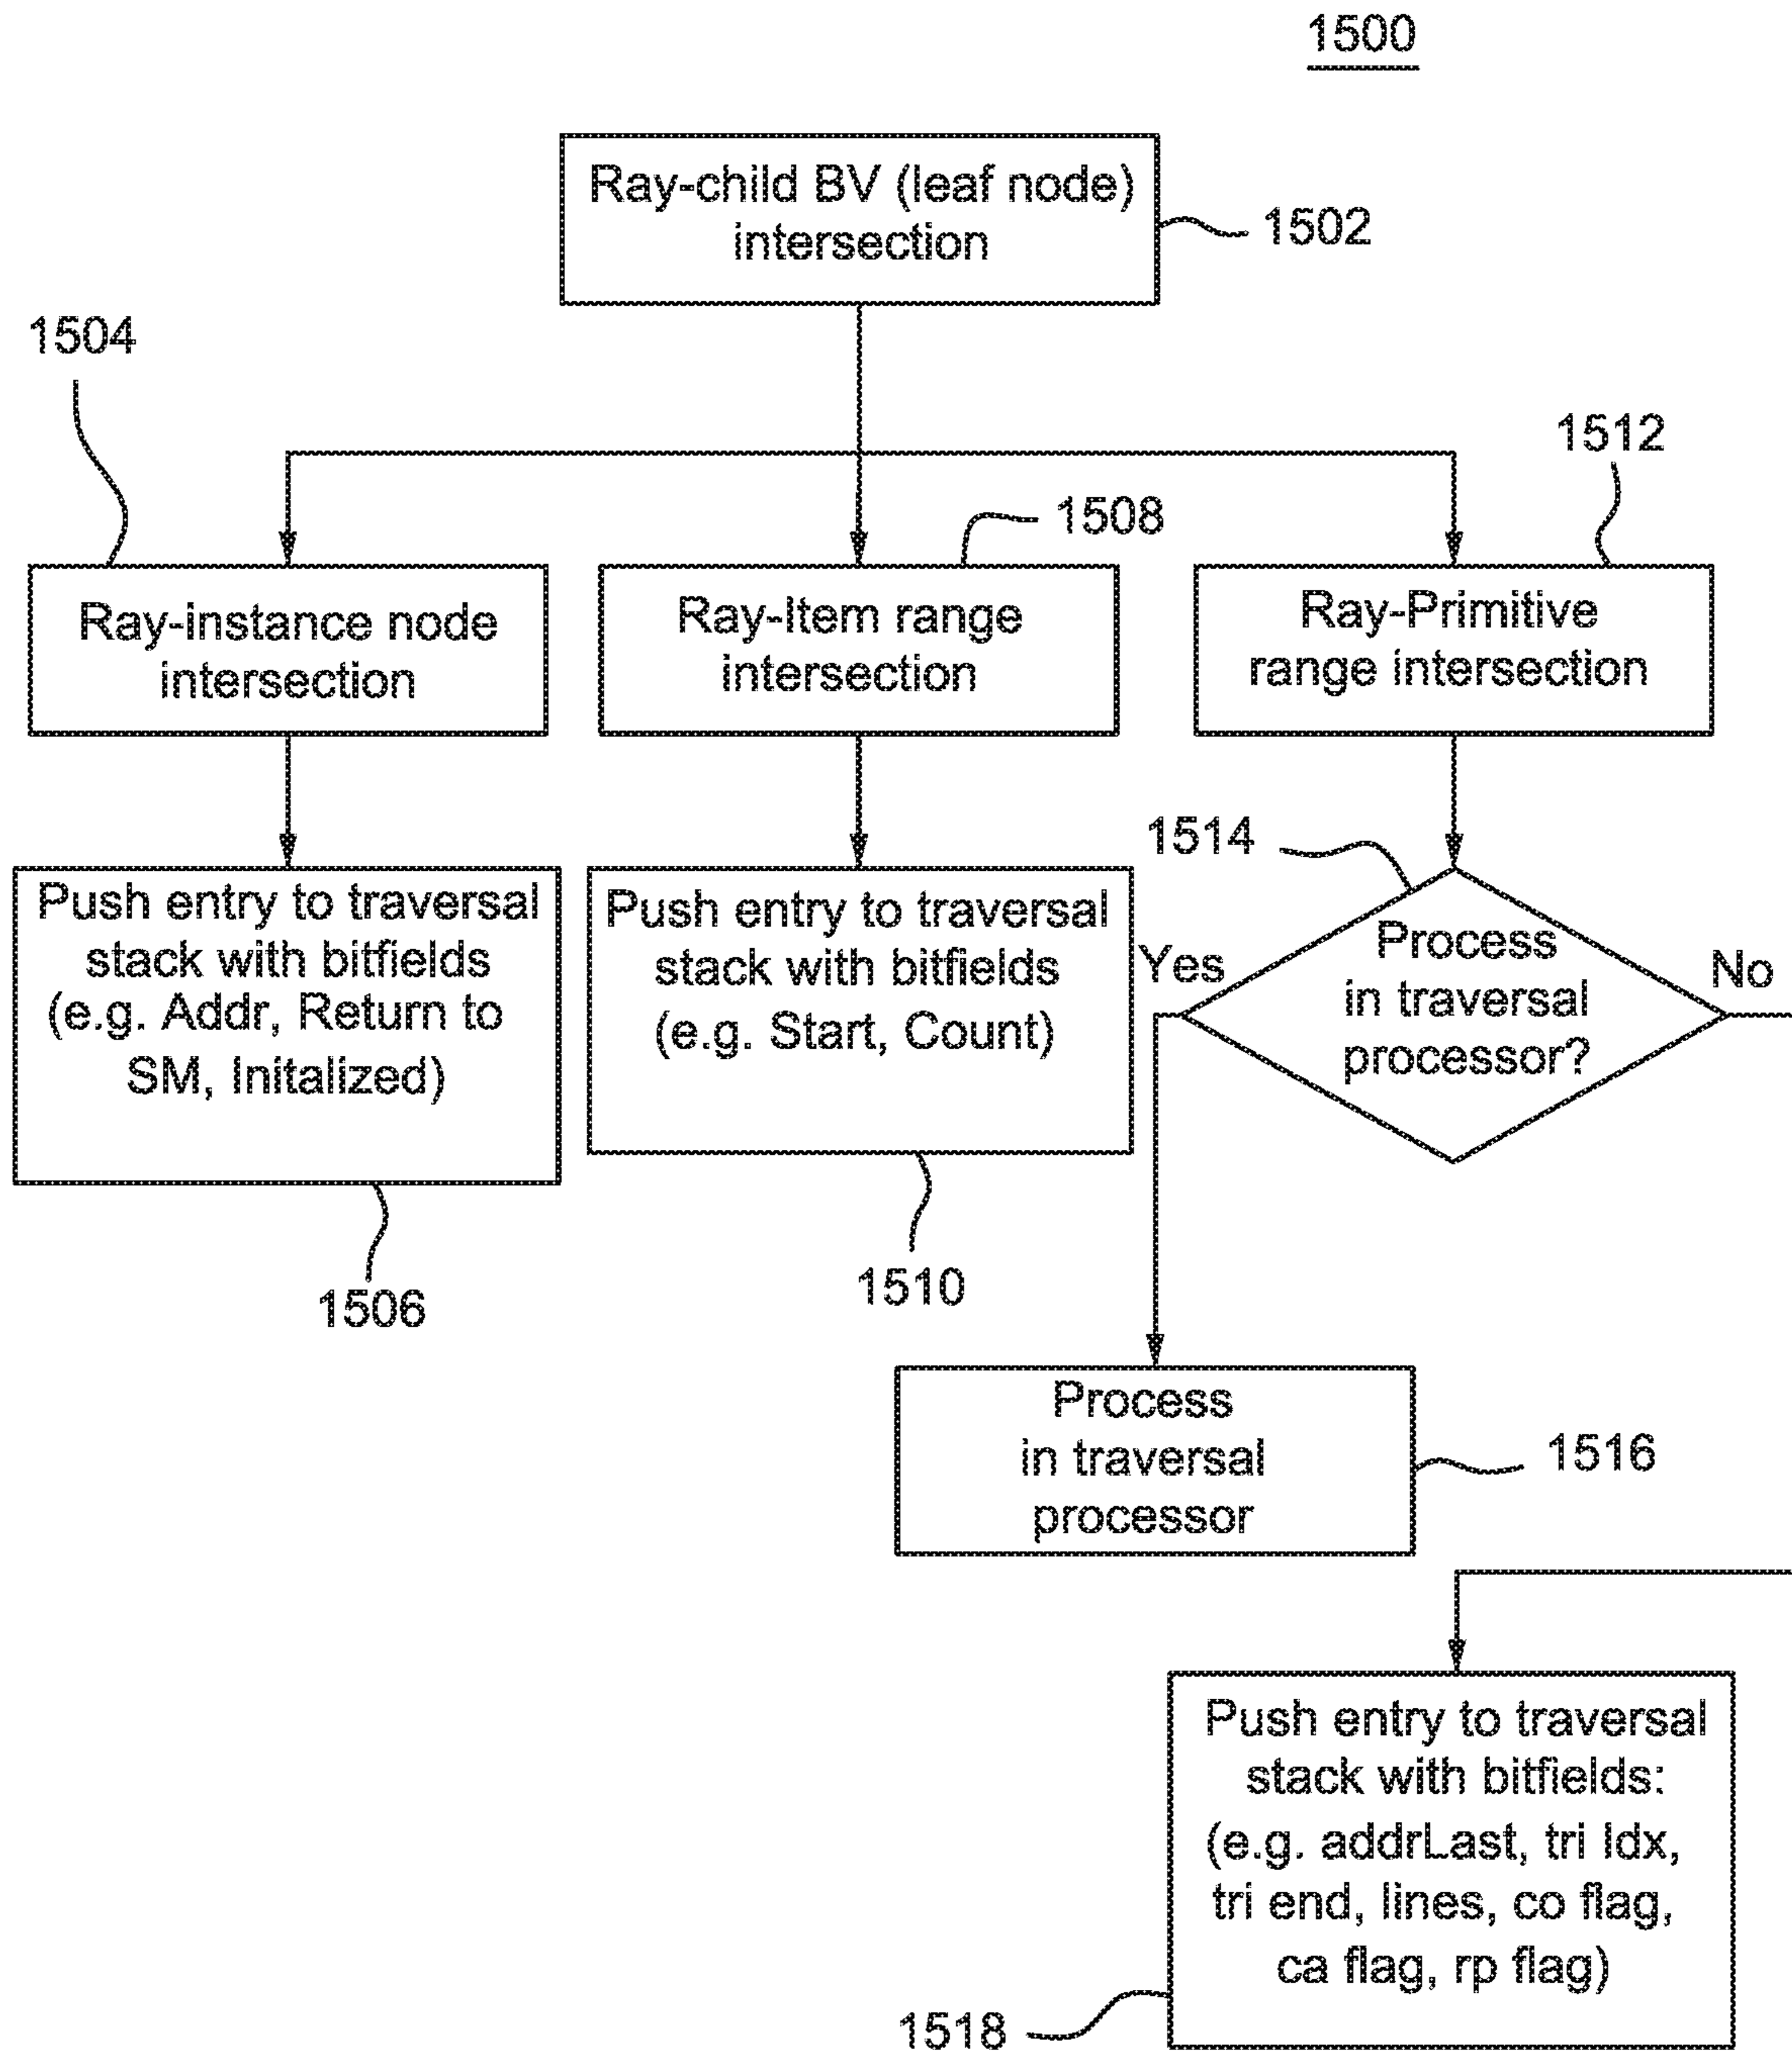 1500
Ray-child BV (leaf node)
intersection
1502
1504
1512
1508
Ray-instance node
intersection
Ray-Item range
intersection
Ray-Primitive
range intersection
1514
Push entry to traversal
stack with bitfields
(e.g. Addr, Return to
SM, Initalized)
Push entry to traversal
stack with bitfields
(e.g. Start, Count)
Yes
Process
in traversal
processor?
No
1506
1510
Process
in traversal
processor
1516
Push entry to traversal
stack with bitfields:
(e.g. addrLast, tri Idx,
tri end, lines, co flag,
ca flag, rp flag)
1518